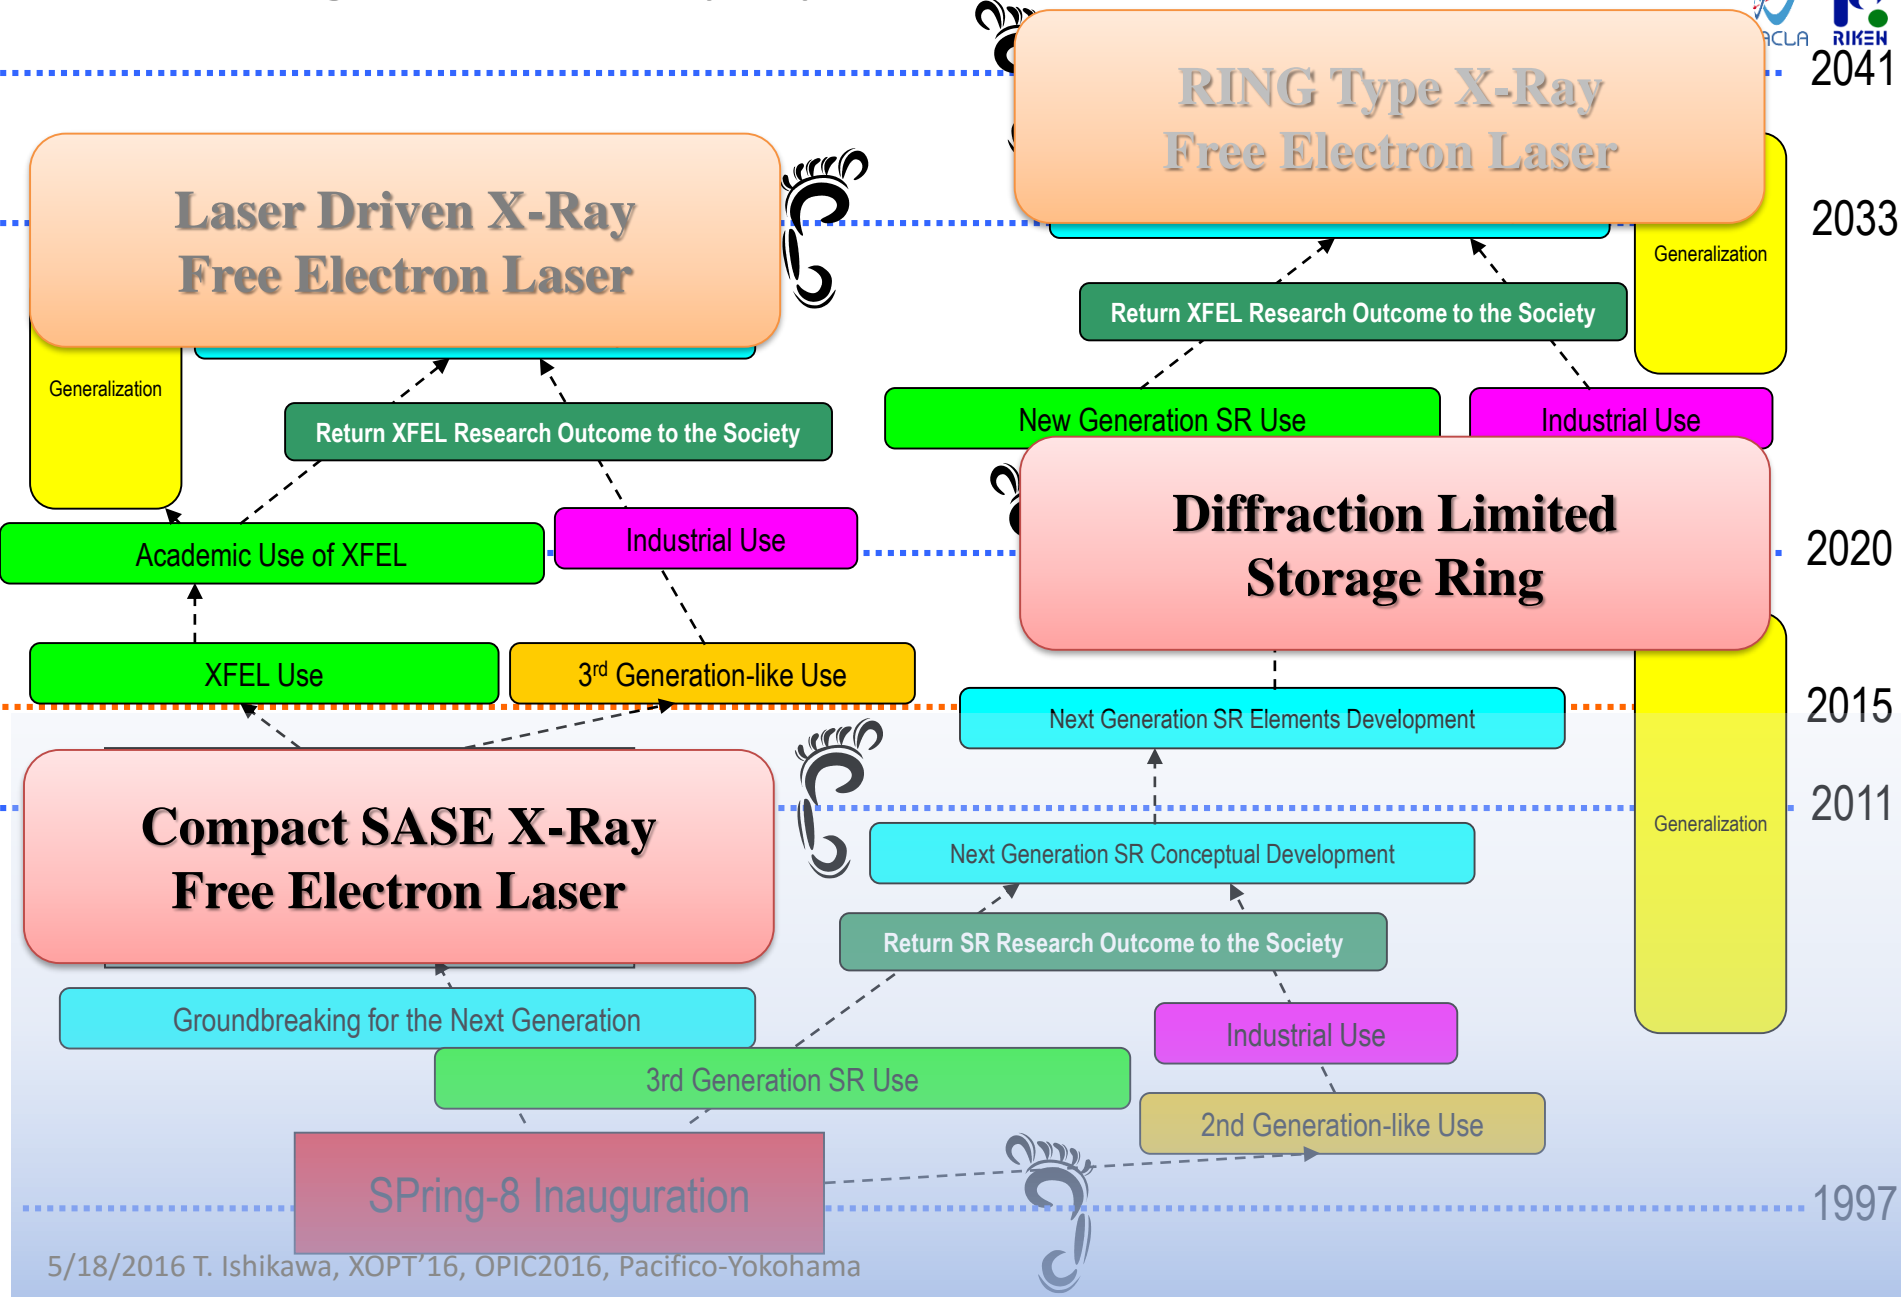 RIKEN
2041
RING Type X-Ray
Free Electron Laser
Laser Driven X-Ray
Free Electron Laser
2033
Generalization
Return XFEL Research Outcome to the Society
Generalization
New Generation SR Use
Industrial Use
Return XFEL Research Outcome to the Society
Diffraction Limited
Storage Ring
Academic Use of XFEL
Industrial Use
2020
XFEL Use
3rd Generation-like Use
Next Generation SR Elements Development
2015
Compact SASE X-Ray
Free Electron Laser
2011
Generalization
Next Generation SR Conceptual Development
Return SR Research Outcome to the Society
Groundbreaking for the Next Generation
Industrial Use
3rd Generation SR Use
2nd Generation-like Use
SPring-8 Inauguration
1997
5/18/2016 T. Ishikawa, XOPT’16, OPIC2016, Pacifico-Yokohama